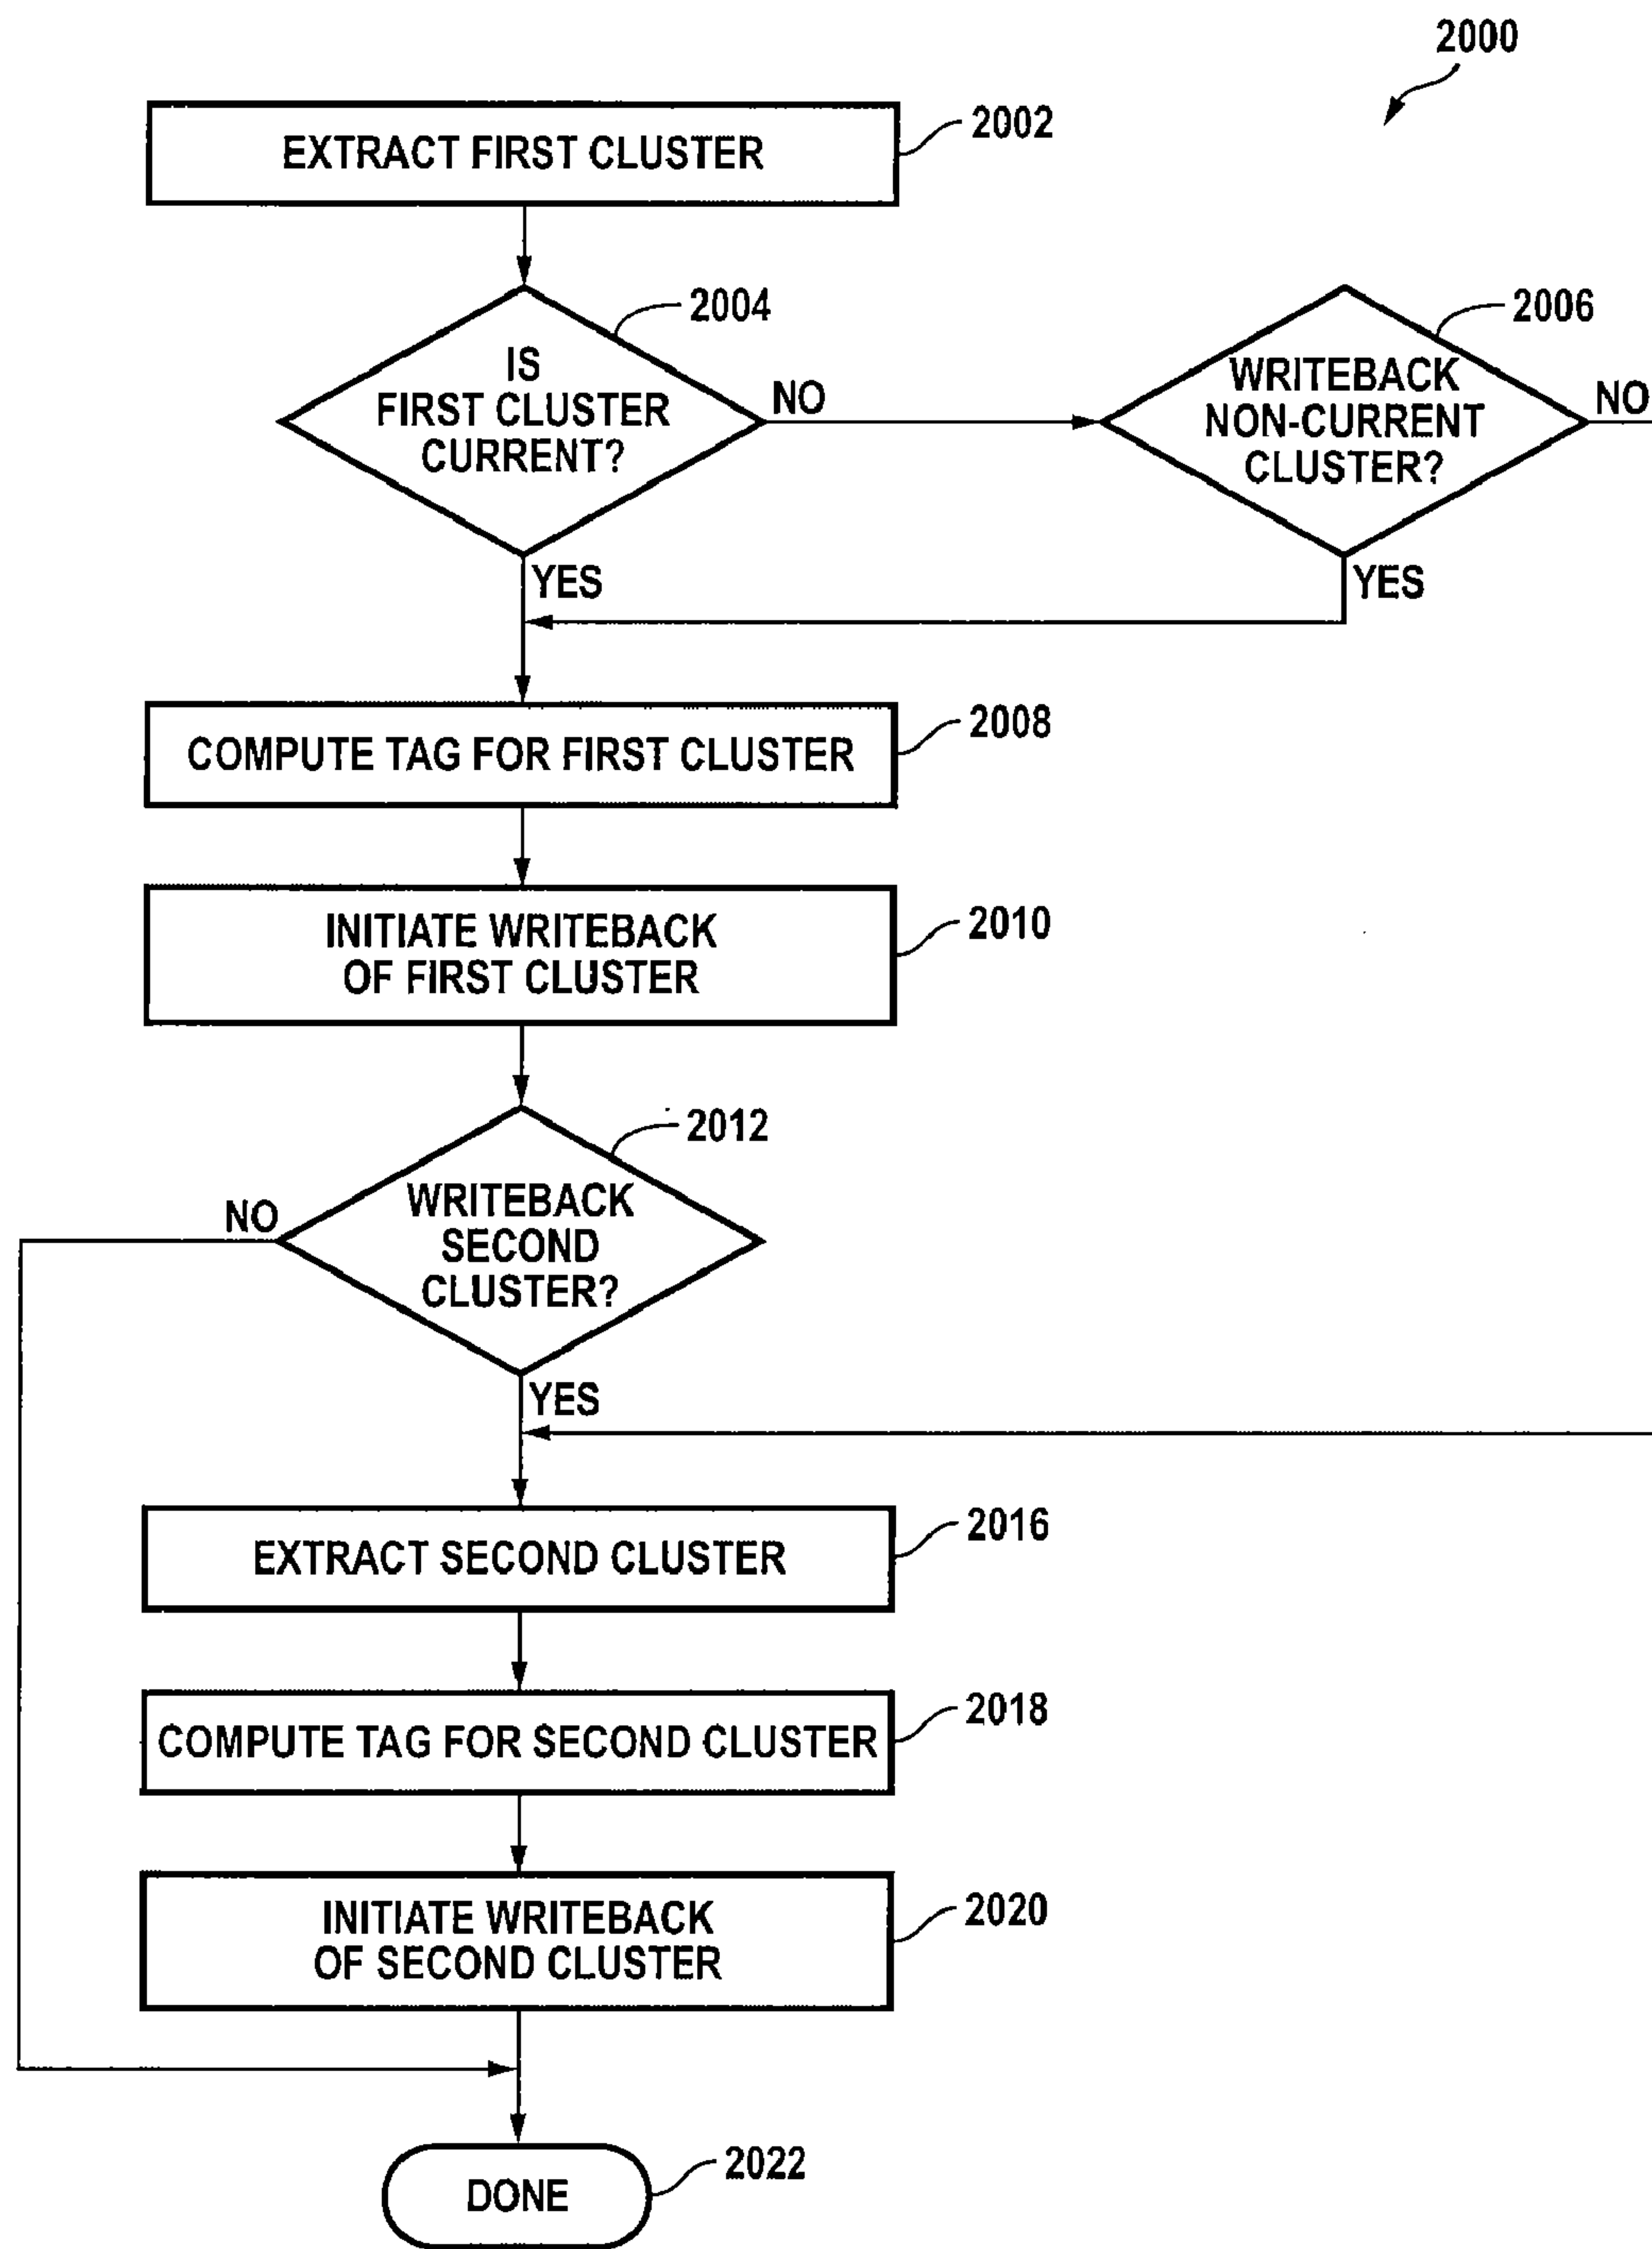 2000
EXTRACT FIRST CLUSTER
2002
2004
IS
FIRST CLUSTER
CURRENT?
NO
YES
2006
WRITEBACK
NON-CURRENT
CLUSTER?
NO
YES
COMPUTE TAG FOR FIRST CLUSTER
2008
INITIATE WRITEBACK
OF FIRST CLUSTER
2010
2012
WRITEBACK
SECOND
CLUSTER?
NO
YES
EXTRACT SECOND CLUSTER
2016
COMPUTE TAG FOR SECOND CLUSTER
2018
INITIATE WRITEBACK
OF SECOND CLUSTER
2020
DONE
2022